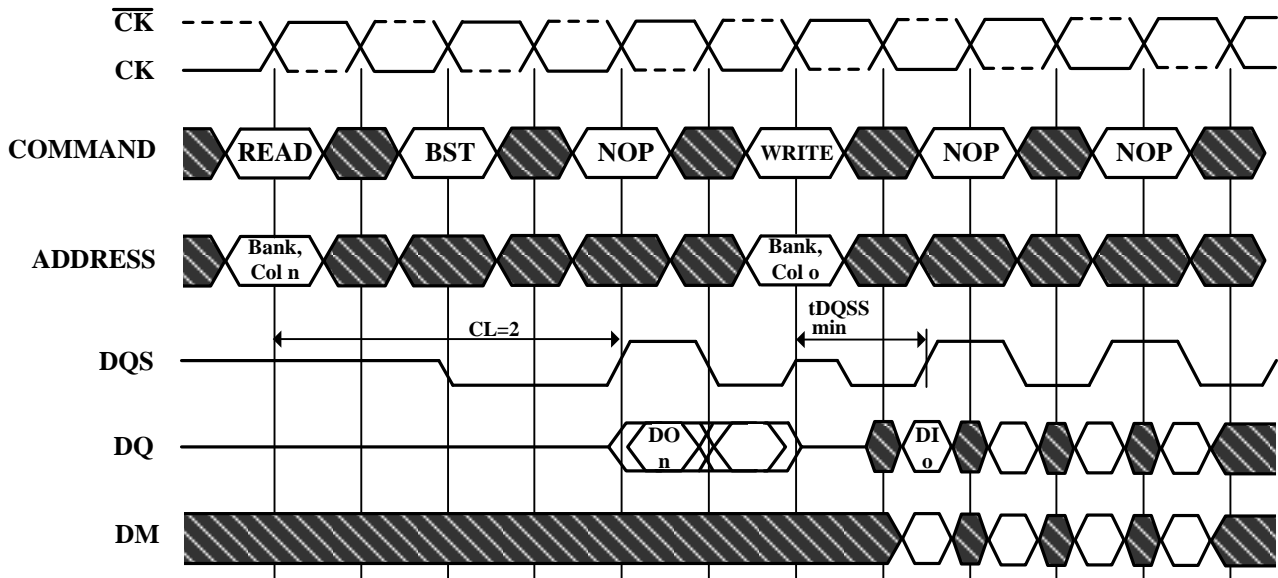 CK
CK
COMMAND
READ
BST
NOP
WRITE
NOP
NOP
ADDRESS
Bank,
Col n
Bank,
Col o
tDQSS
min
CL=2
DQS
DQ
DO
n
DI
o
DM